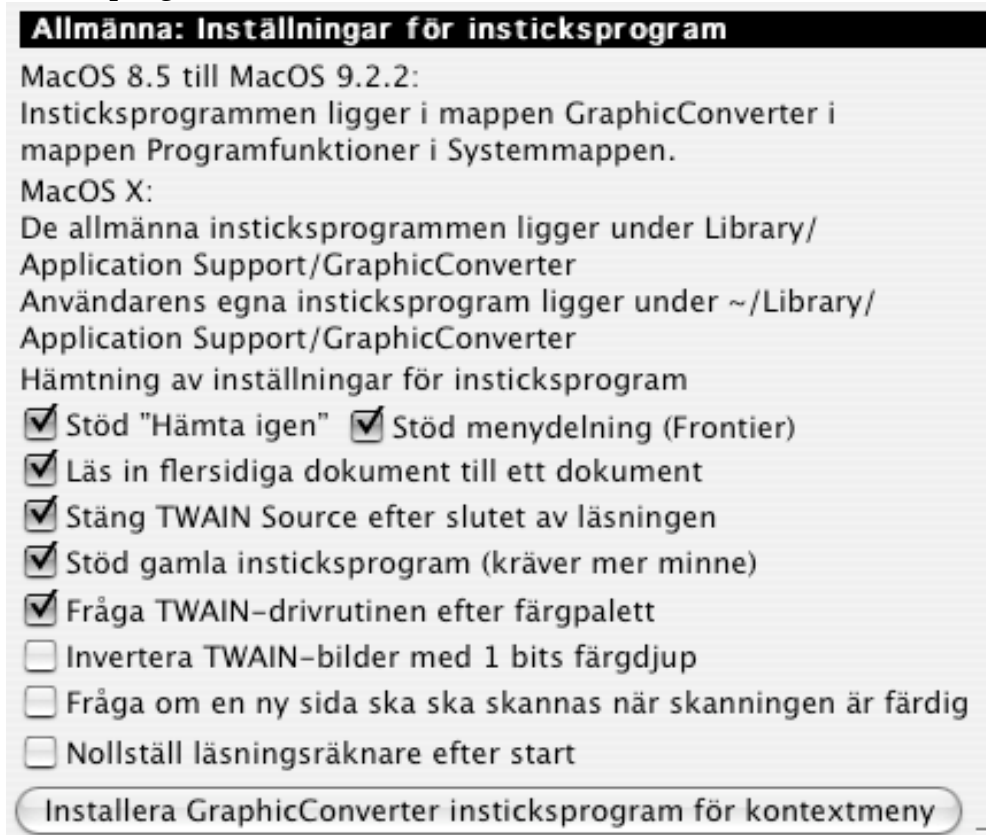 Allmänna: Inställningar för insticksprogram
MacOS 8.5 till MacOS 9.2.2:
Insticksprogrammen ligger i mappen GraphicConverter i
mappen Programfunktioner i Systemmappen.
MacOS X:
De allmänna insticksprogrammen ligger under Library/
Application Support/GraphicConverter
Användarens egna insticksprogram ligger under ~/Library/
Application Support/GraphicConverter
Hämtning av inställningar för insticksprogram
Stöd ”Hämta igen” Stöd menydelning (Frontier)
Läs in flersidiga dokument till ett dokument
Stäng TWAIN Source efter slutet av läsningen
Stöd gamla insticksprogram (kräver mer minne)
Fråga TWAIN-drivrutinen efter färgpalett
Invertera TWAIN-bilder med 1 bits färgdjup
Fråga om en ny sida ska ska skannas när skanningen är färdig
Nollställ läsningsräknare efter start
Installera GraphicConverter insticksprogram för kontextmeny